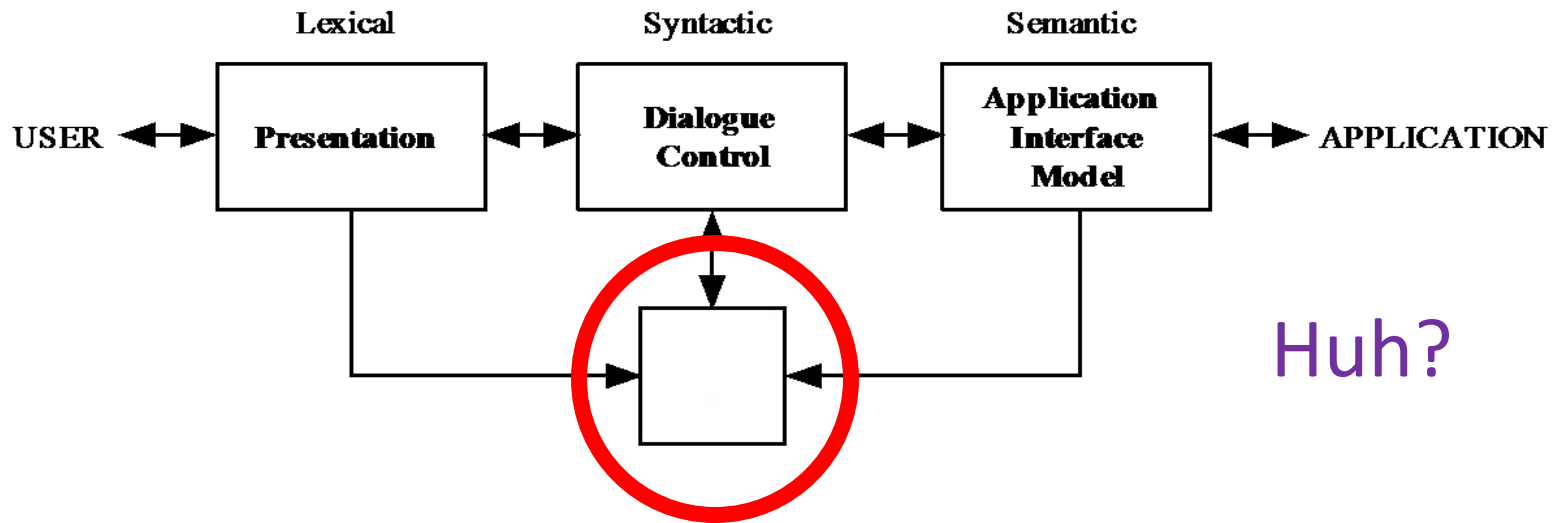 Lexical Syntactic Semantic
USER Presentation Dialogue Control Application Interface Model APPLICATION
Huh?